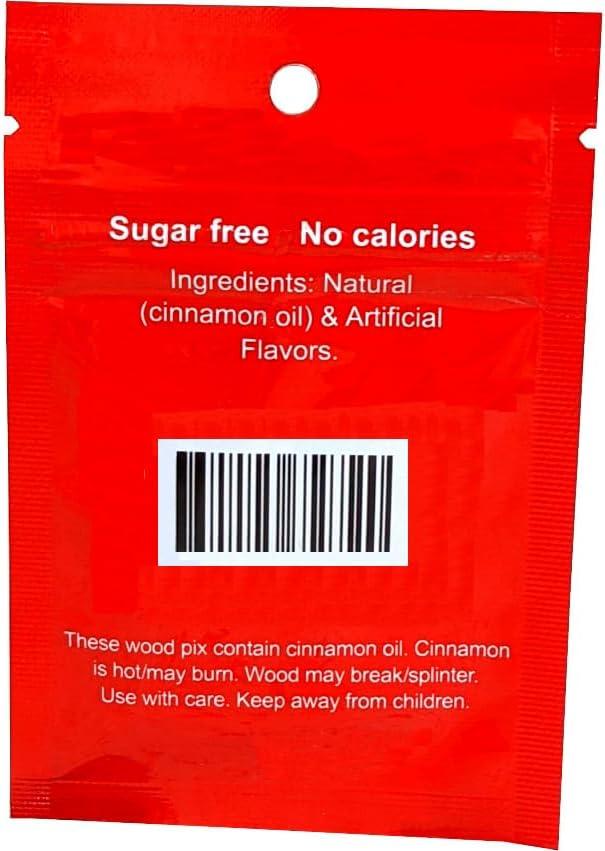 Sugar free No calories
Ingredients: Natural
(cinnamon oil) & Artificial
Flavors.
These wood pix contain cinnamon oil. Cinnamon
is hot/may burn. Wood may break/splinter.
Use with care. Keep away from children.